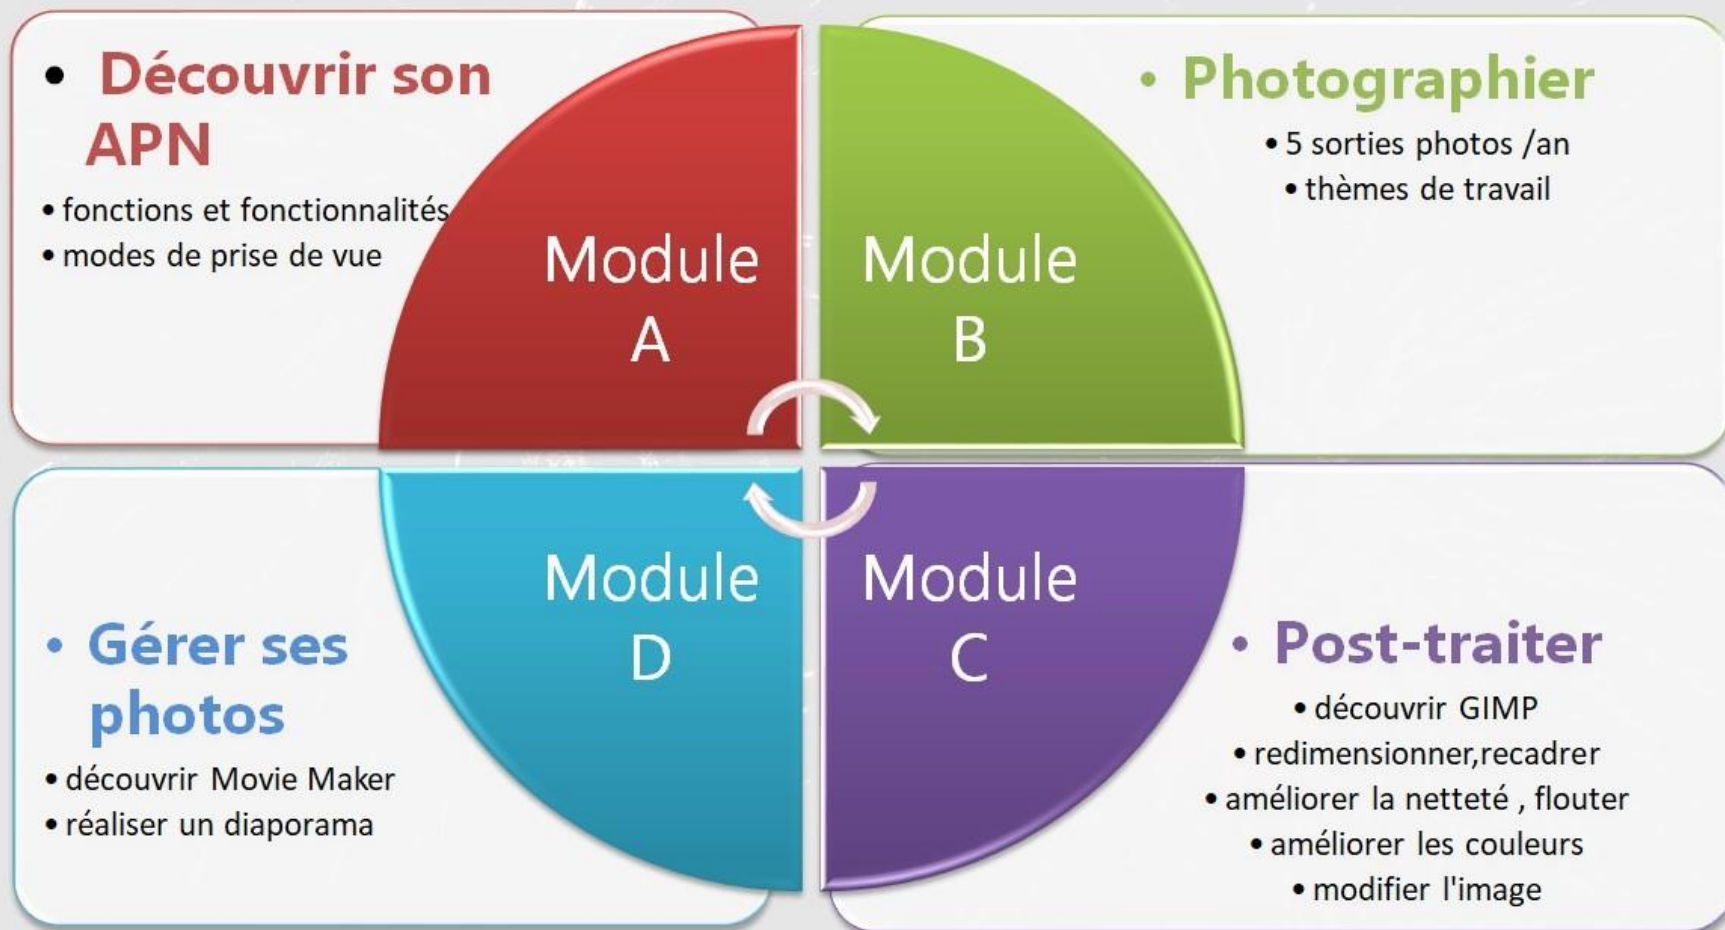 • Découvrir son
APN
• fonctions et fonctionnalités
• modes de prise de vue
Module
A
• Photographier
• 5 sorties photos /an
• thèmes de travail
Module
B
• Gérer ses
photos
• découvrir Movie Maker
• réaliser un diaporama
Module
D
• Post-traiter
• découvrir GIMP
• redimensionner,recadrer
• améliorer la netteté , flouter
• améliorer les couleurs
• modifier l'image
Module
C